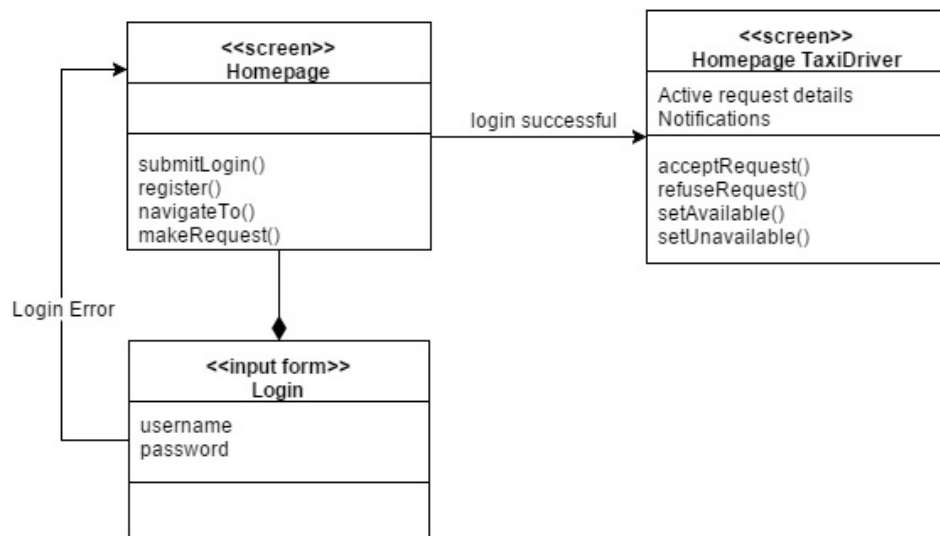 <<screen>>
Homepage
submitLogin()
register()
navigateTo()
makeRequest()
login successful
<<screen>>
Homepage TaxiDriver
Active request details
Notifications
acceptRequest()
refuseRequest()
setAvailable()
setUnavailable()
Login Error
<<input form>>
Login
username
password